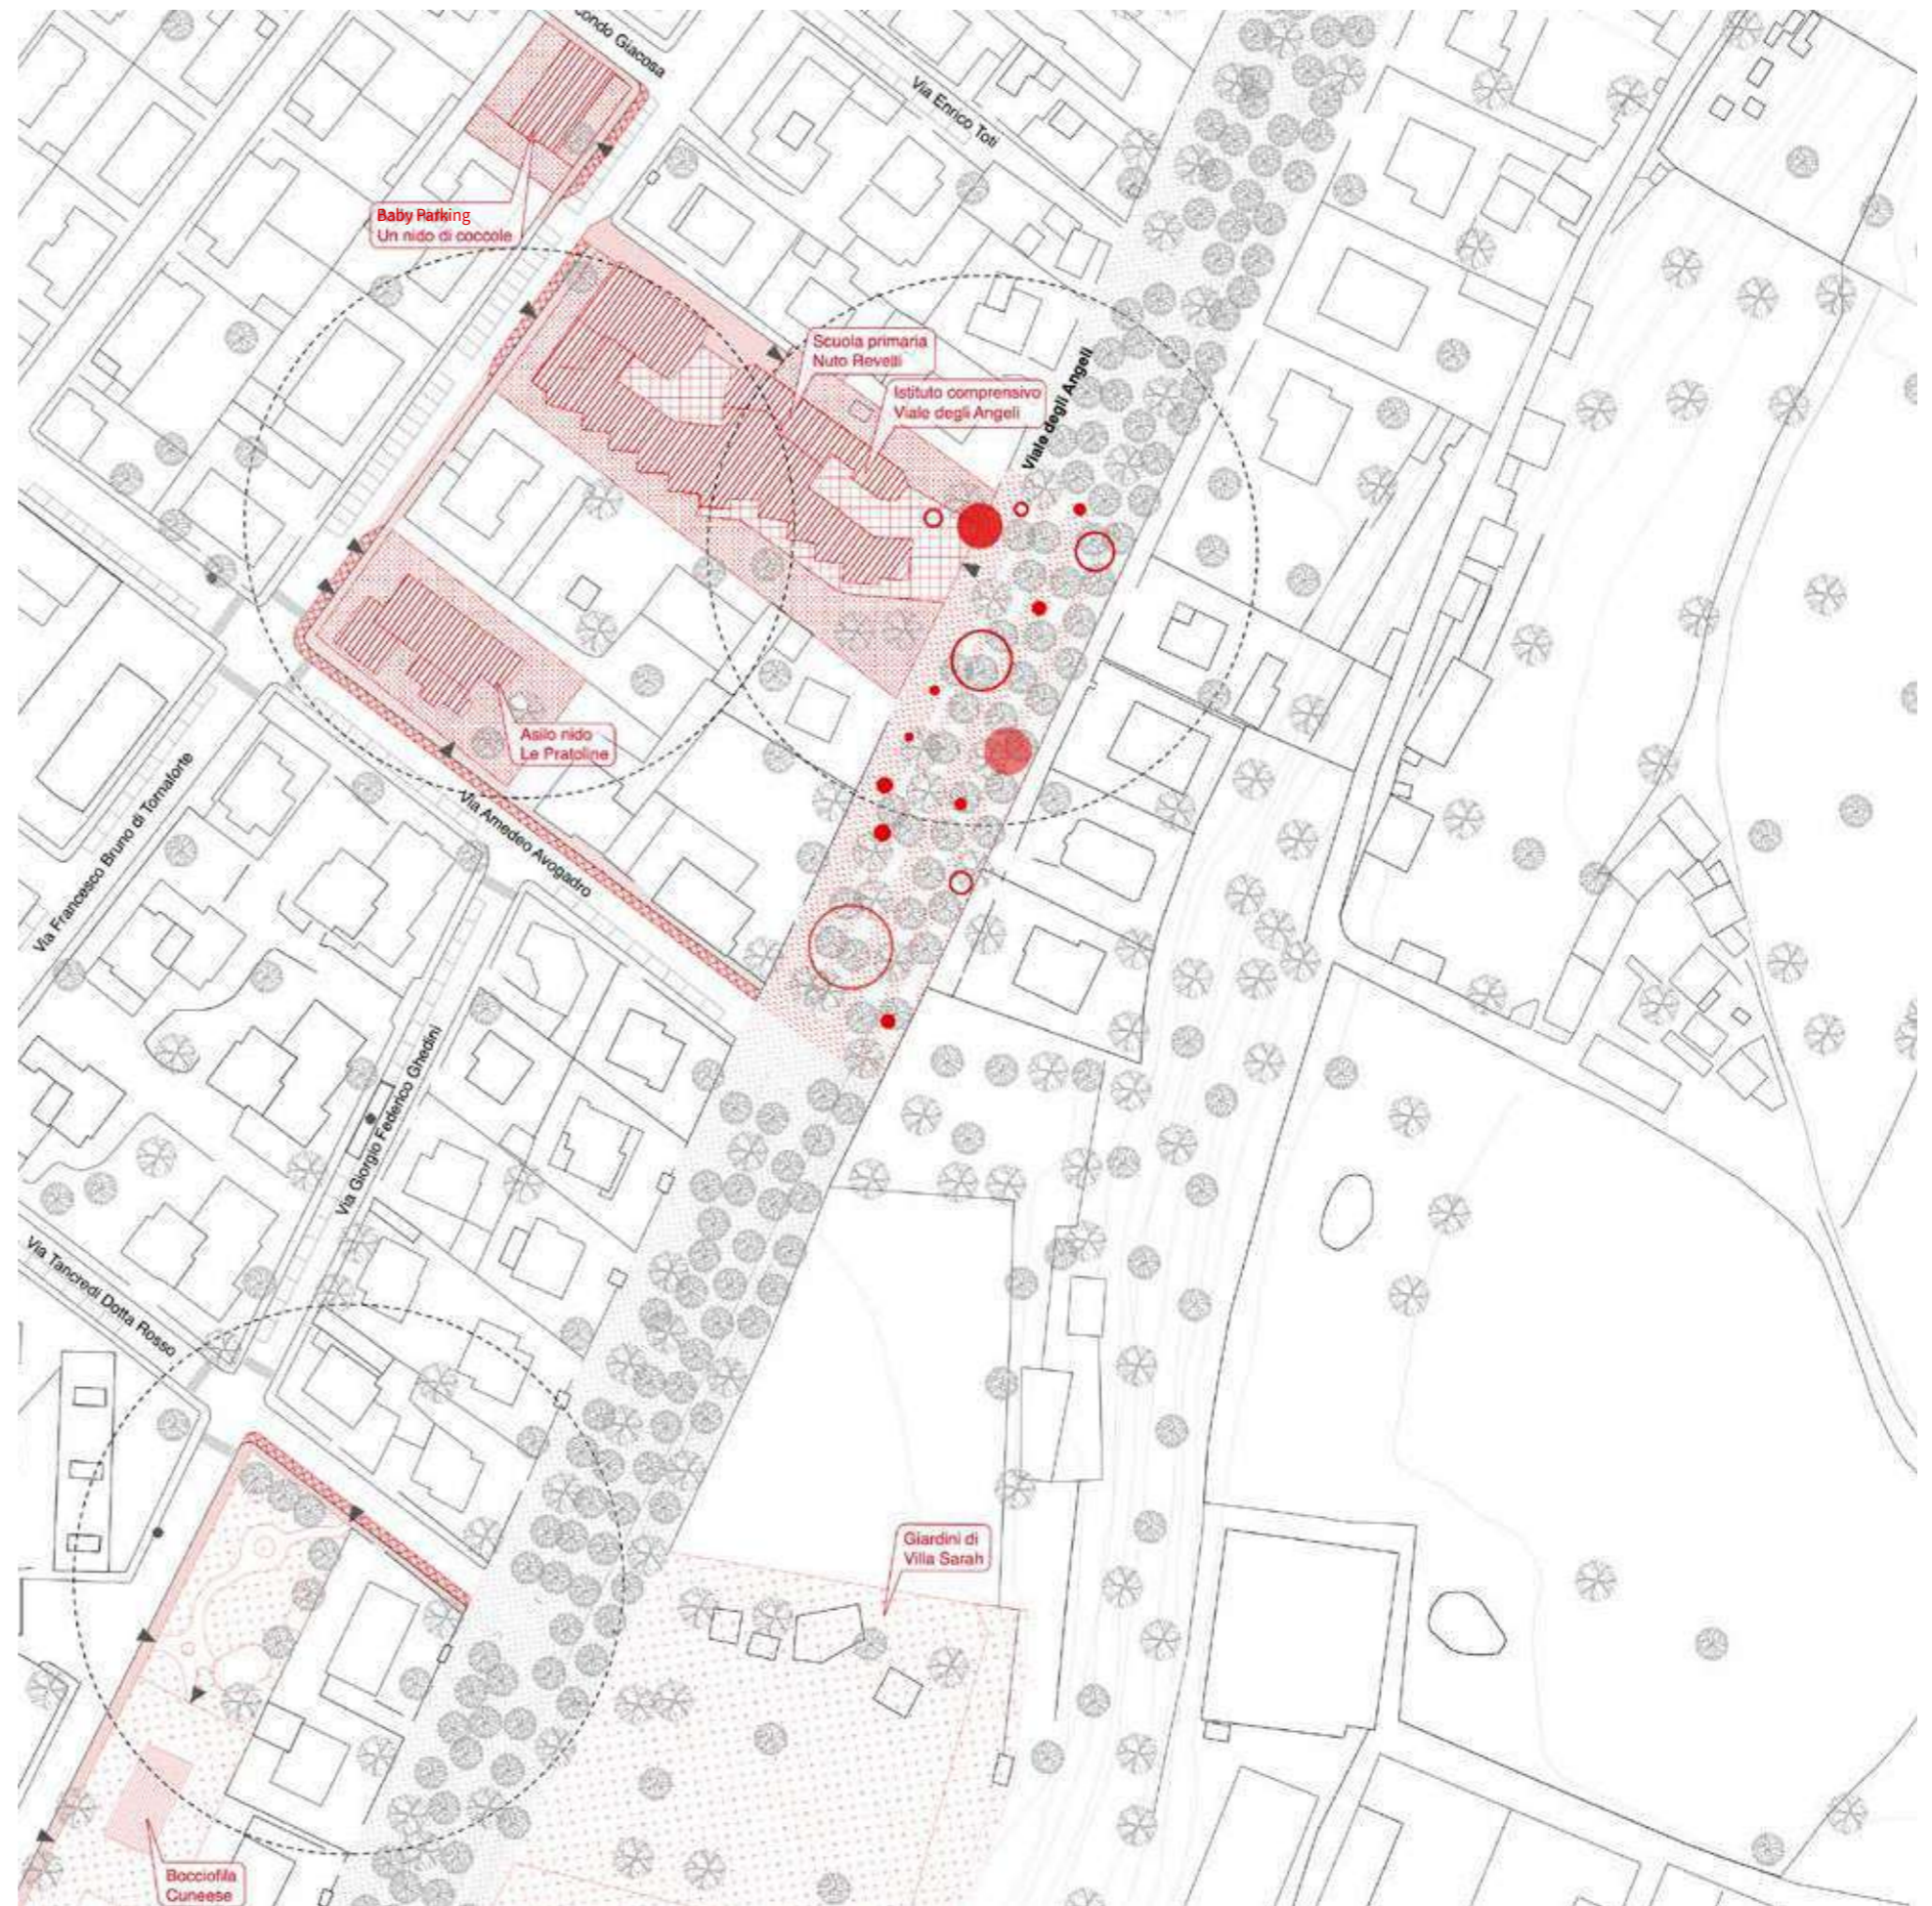 ondo Giacosa
Via Enrico Toti
Un nido di coccole
Scuola primaria
Nuto Revelli
Istituto comprensivo
Viale degli Angeli
Viale degli Angeli
Asilo nido
Le Pratoline
Via Amedeo Avogadro
Via Francesco Bruno di Tornaforte
Via Giorgio Federico Ghedini
Via Tancredi Dotta Rosso
Giardini di
Villa Sarah
Bocciofila
Cuneese